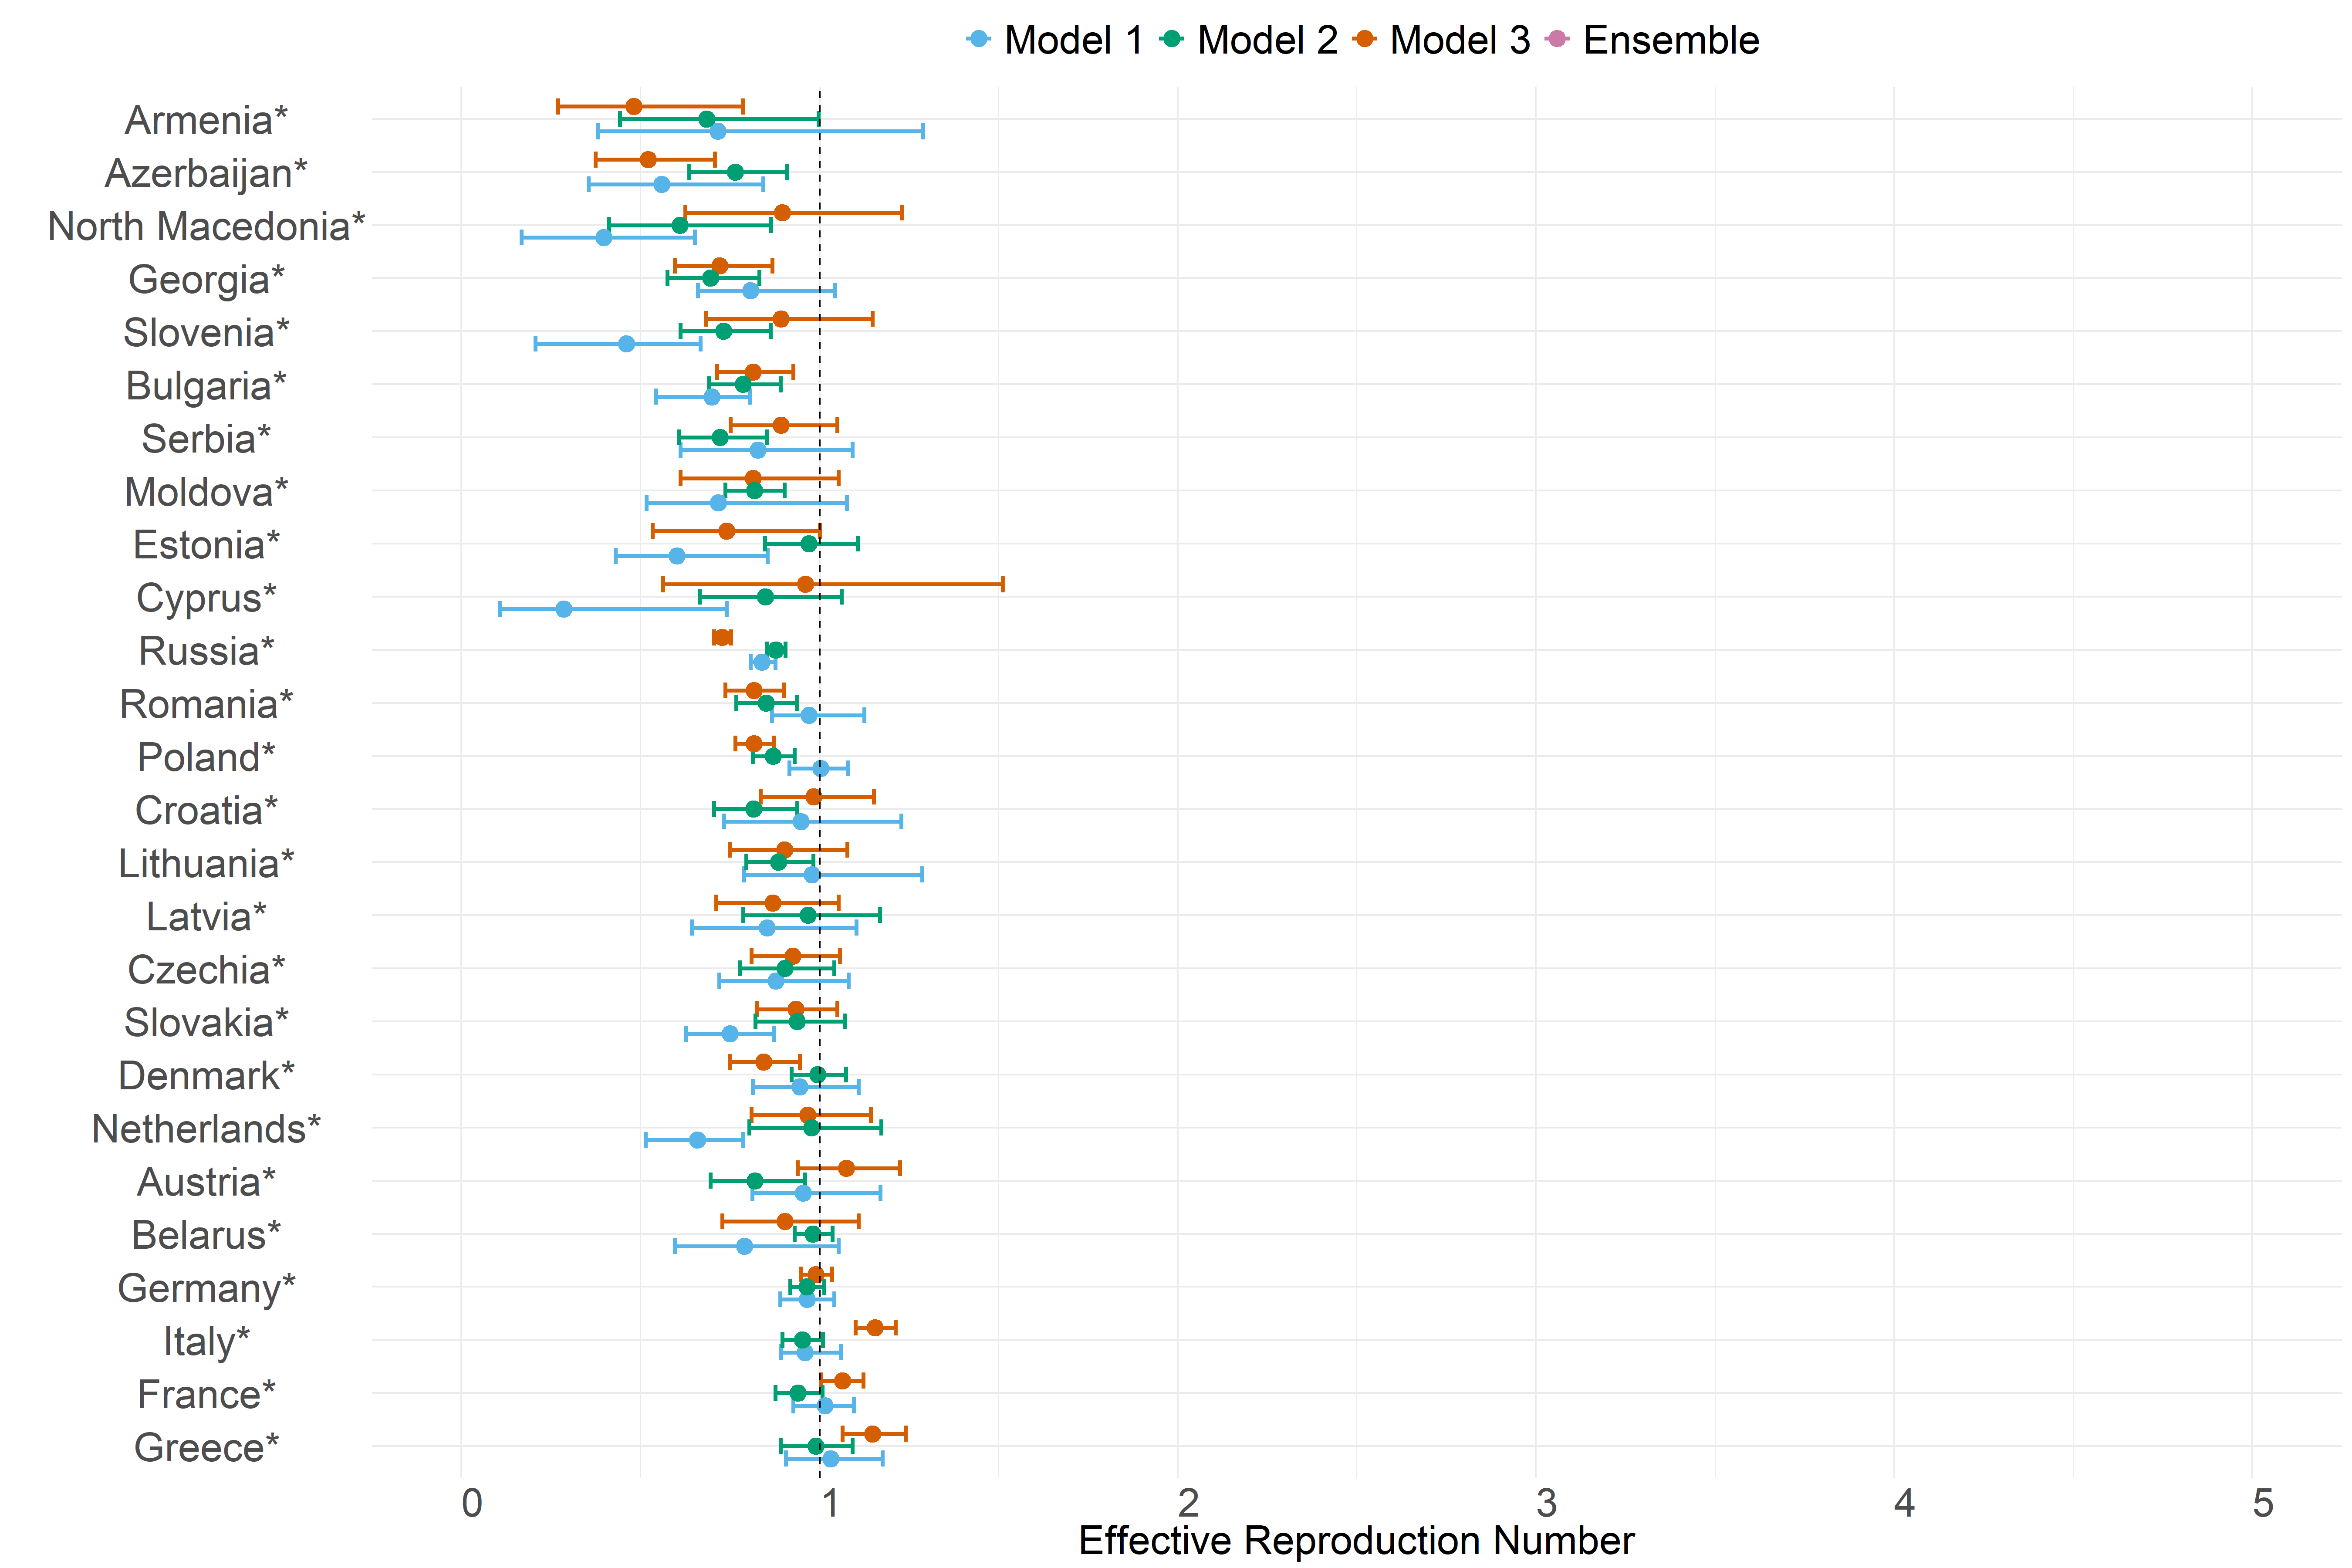 Model 1 Model 2 Model 3 Ensemble
Armenia*
Azerbaijan*
North Macedonia*
Georgia*
Slovenia*
Bulgaria*
Serbia*
Moldova*
Estonia*
Cyprus*
Russia*
Romania*
Poland*
Croatia*
Lithuania*
Latvia*
Czechia*
Slovakia*
Denmark*
Netherlands*
Austria*
Belarus*
Germany*
Italy*
France*
Greece*
0 1 2 3 4 5
Effective Reproduction Number